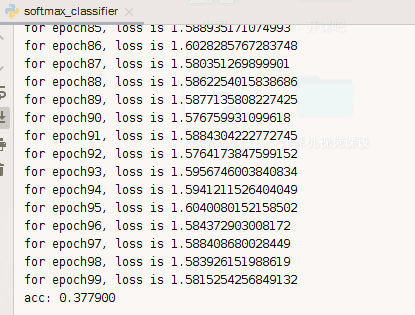 softmax_classifier
for epoch85, loss is 1.588935171074993
for epoch86, loss is 1.6028285767283748
for epoch87, loss is 1.580351269899901
for epoch88, loss is 1.5862254015838686
for epoch89, loss is 1.5877135808227425
for epoch90, loss is 1.576759931099618
for epoch91, loss is 1.5884304222772745
for epoch92, loss is 1.5764173847599152
for epoch93, loss is 1.5956746003840834
for epoch94, loss is 1.5941211526404049
for epoch95, loss is 1.6040080152158502
for epoch96, loss is 1.584372903008172
for epoch97, loss is 1.588408680028449
for epoch98, loss is 1.583926151988619
for epoch99, loss is 1.5815254256849132
acc: 0.377900